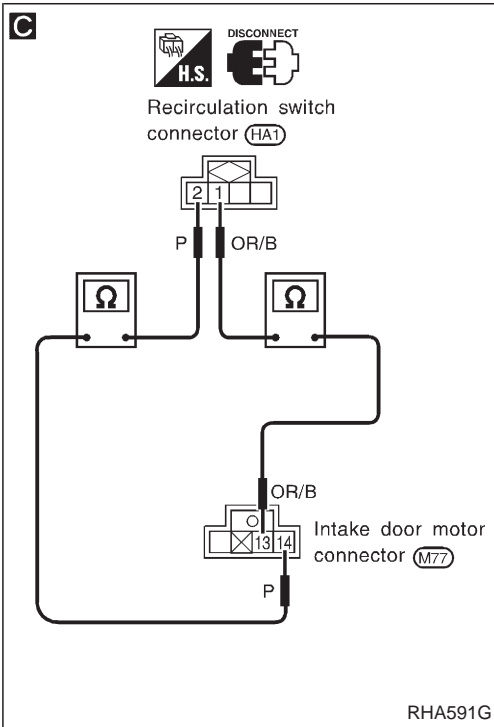 C
DISCONNECT
H.S.
Recirculation switch
connector HA1
2 1
P OR/B
Ω Ω
OR/B
13 14
Intake door motor
connector M77
P
RHA591G